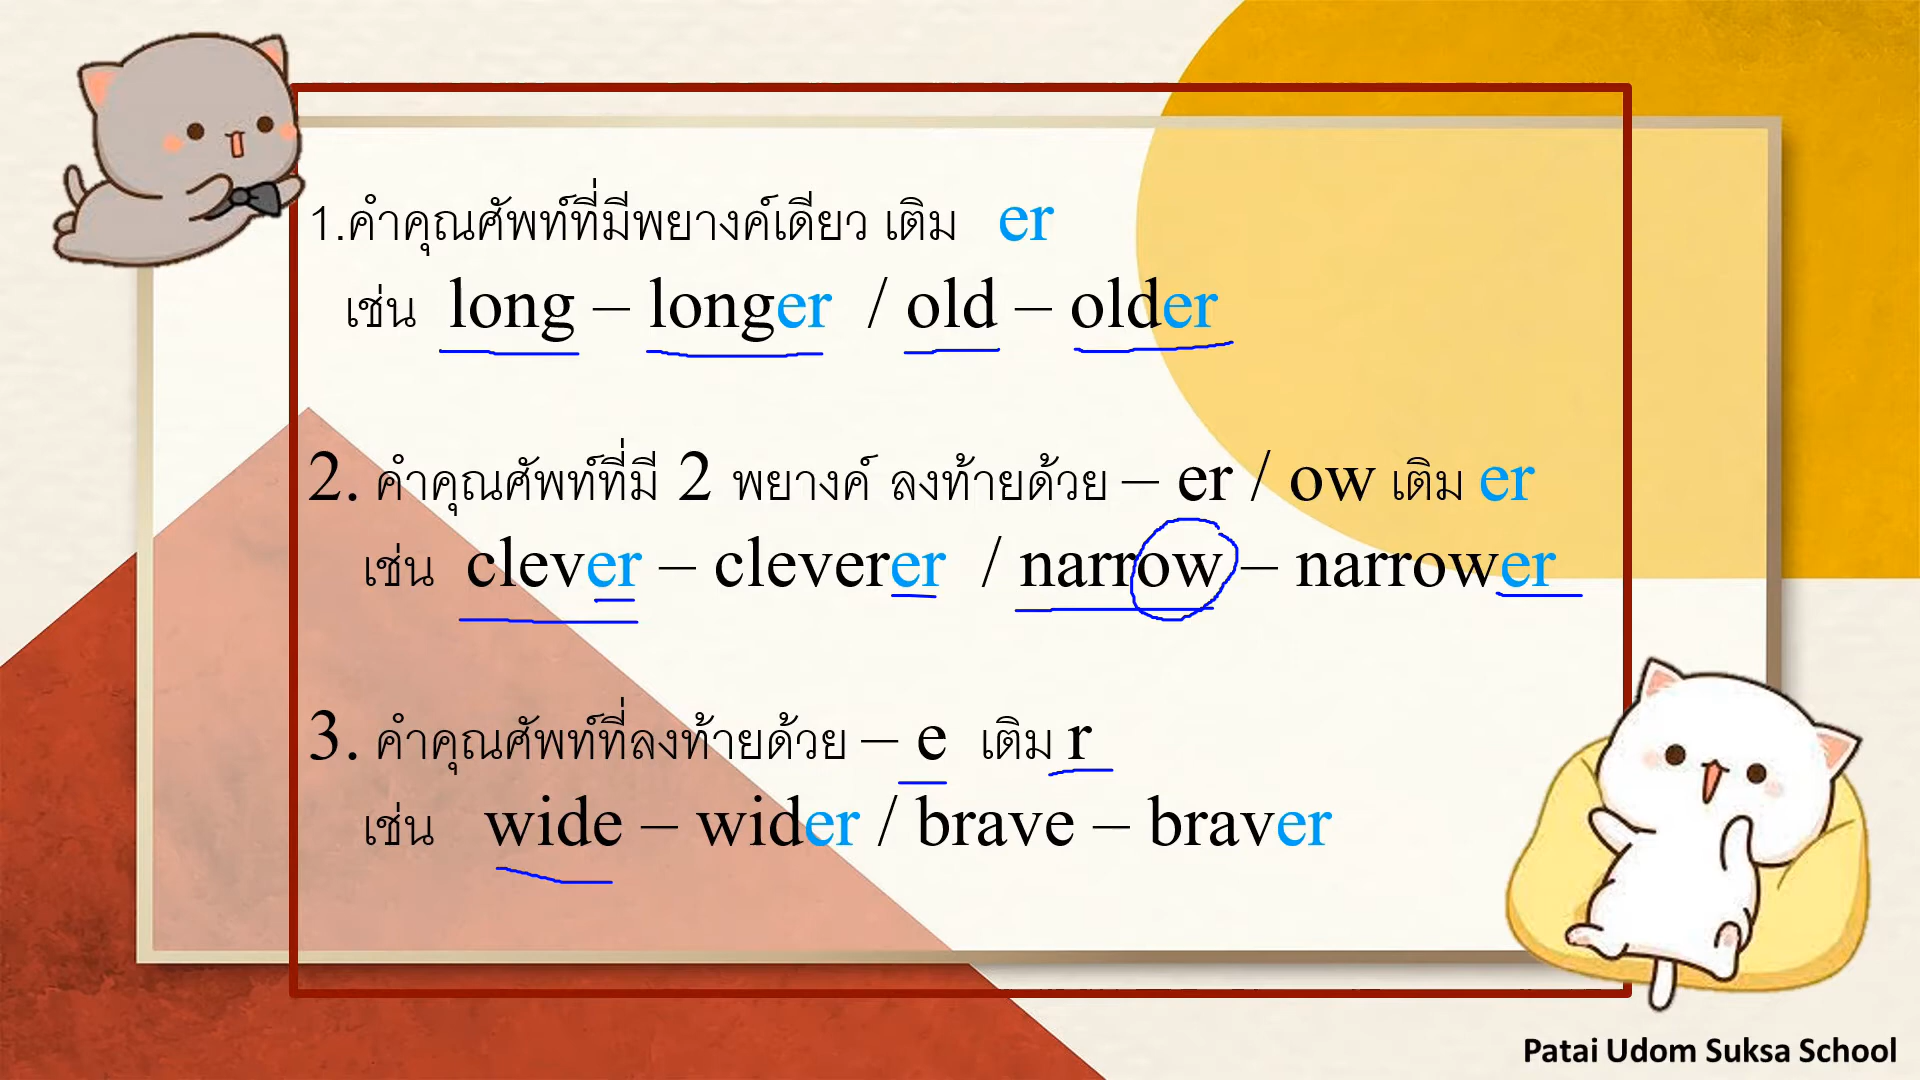 1.คำคุณศัพท์ที่มีพยางค์เดียว เติม er
เช่น long – longer / old – older
2. คำคุณศัพท์ที่มี 2 พยางค์ ลงท้ายด้วย – er / ow เติม er
เช่น clever – cleverer / narrow – narrower
3. คำคุณศัพท์ที่ลงท้ายด้วย – e เติม r
เช่น wide – wider / brave – braver
Patai Udom Suksa School